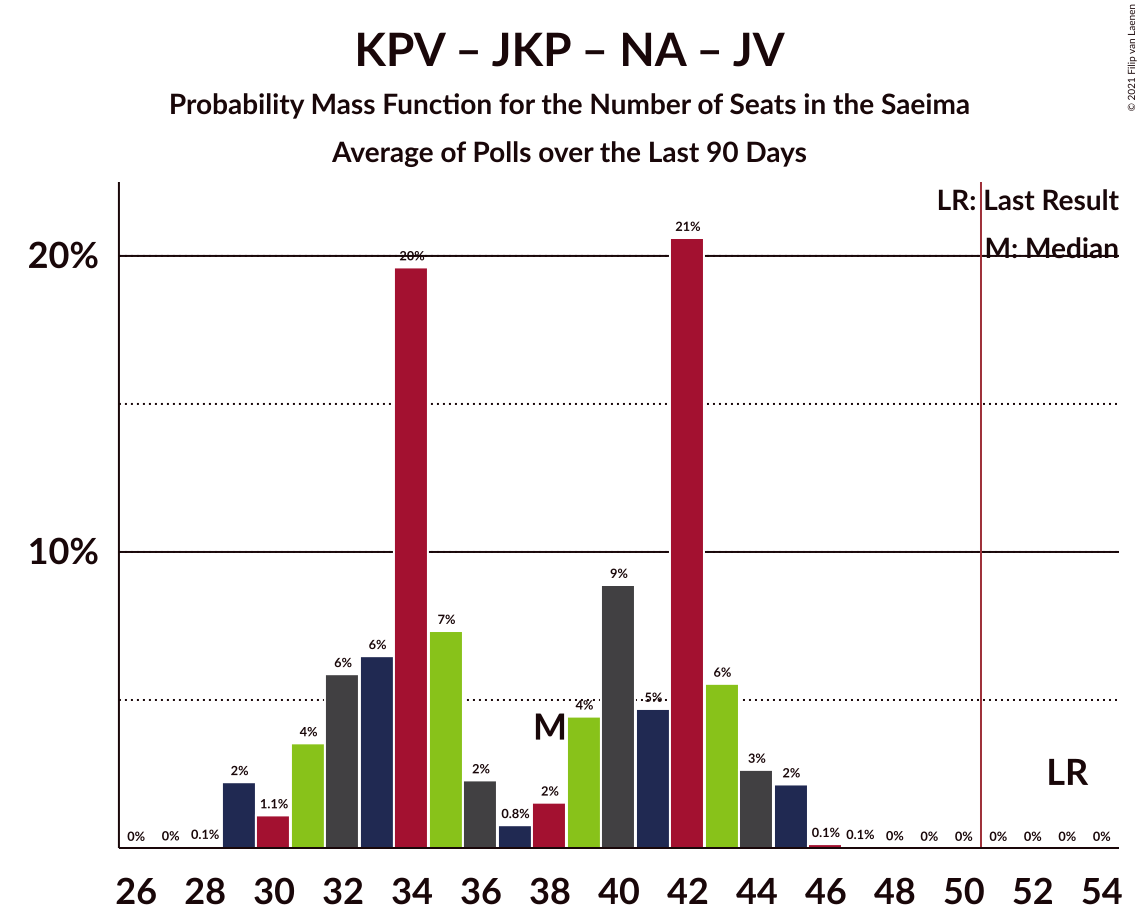 © 2021 Filip van Laenen
KPV – JKP – NA – JV
Probability Mass Function for the Number of Seats in the Saeima
Average of Polls over the Last 90 Days
LR: Last Result
M: Median
20%
10%
0% 0% 0.1% 2% 1.1% 4% 6% 6% 20% 7% 2% 0.8% 2% 4% 9% 5% 21% 6% 3% 2% 0.1% 0.1% 0% 0% 0% 0% 0% 0% 0%
M
LR
26 28 30 32 34 36 38 40 42 44 46 48 50 52 54